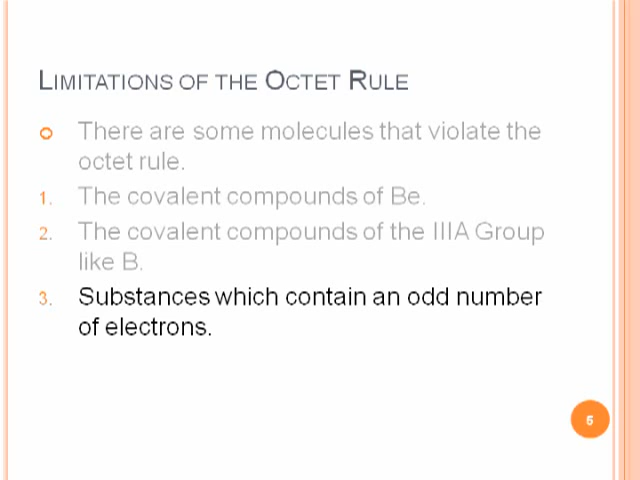 LIMITATIONS OF THE OCTET RULE
There are some molecules that violate the
octet rule.
1. The covalent compounds of Be.
2. The covalent compounds of the IIIA Group
like B.
3. Substances which contain an odd number
of electrons.
5